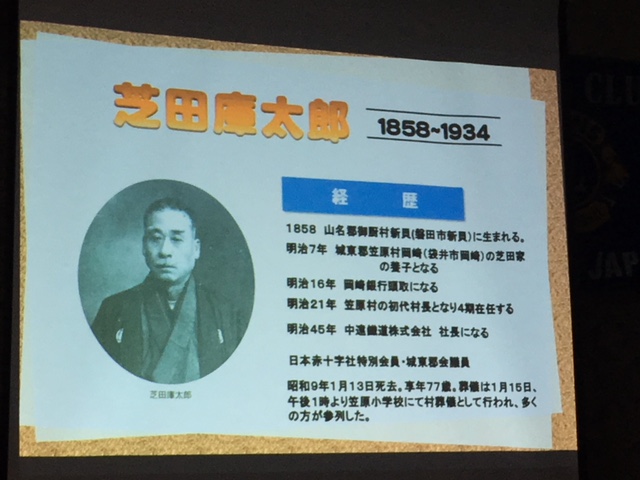 芝田庫太郎
1858~1934
経 歴
1858 山名郡御厨村新貝(磐田市新貝)に生まれる。
明治7年 城東郡笠原村岡崎(袋井市岡崎)の芝田家
の養子となる
明治16年 岡崎銀行頭取になる
明治21年 笠原村の初代村長となり4期在任する
明治45年 中遠鐵道株式会社 社長になる
日本赤十字社特別会員・城東郡会議員
昭和9年1月13日死去。享年77歳。葬儀は1月15日、
午後1時より笠原小学校にて村葬儀として行われ、多く
の方が参列した。
芝田庫太郎
CLU
JAPA